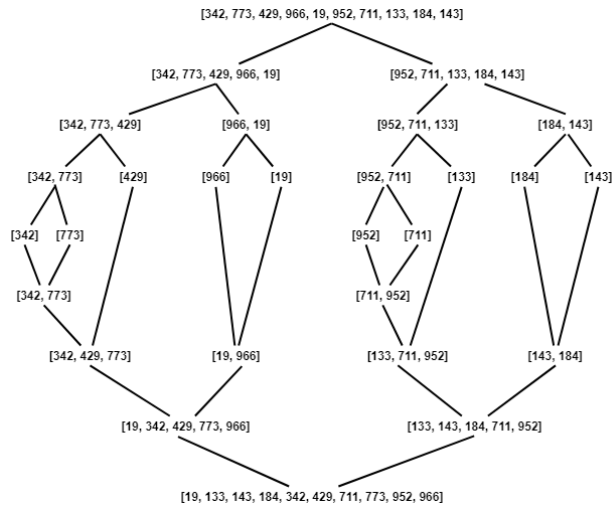 [342, 773, 429, 966, 19, 952, 711, 133, 184, 143]
[342, 773, 429, 966, 19] [952, 711, 133, 184, 143]
[342, 773, 429] [966, 19] [952, 711, 133] [184, 143]
[342, 773] [429] [966] [19] [952, 711] [133] [184] [143]
[342] [773] [952] [711]
[342, 773] [711, 952]
[342, 429, 773] [19, 966] [133, 711, 952] [143, 184]
[19, 342, 429, 773, 966] [133, 143, 184, 711, 952]
[19, 133, 143, 184, 342, 429, 711, 773, 952, 966]